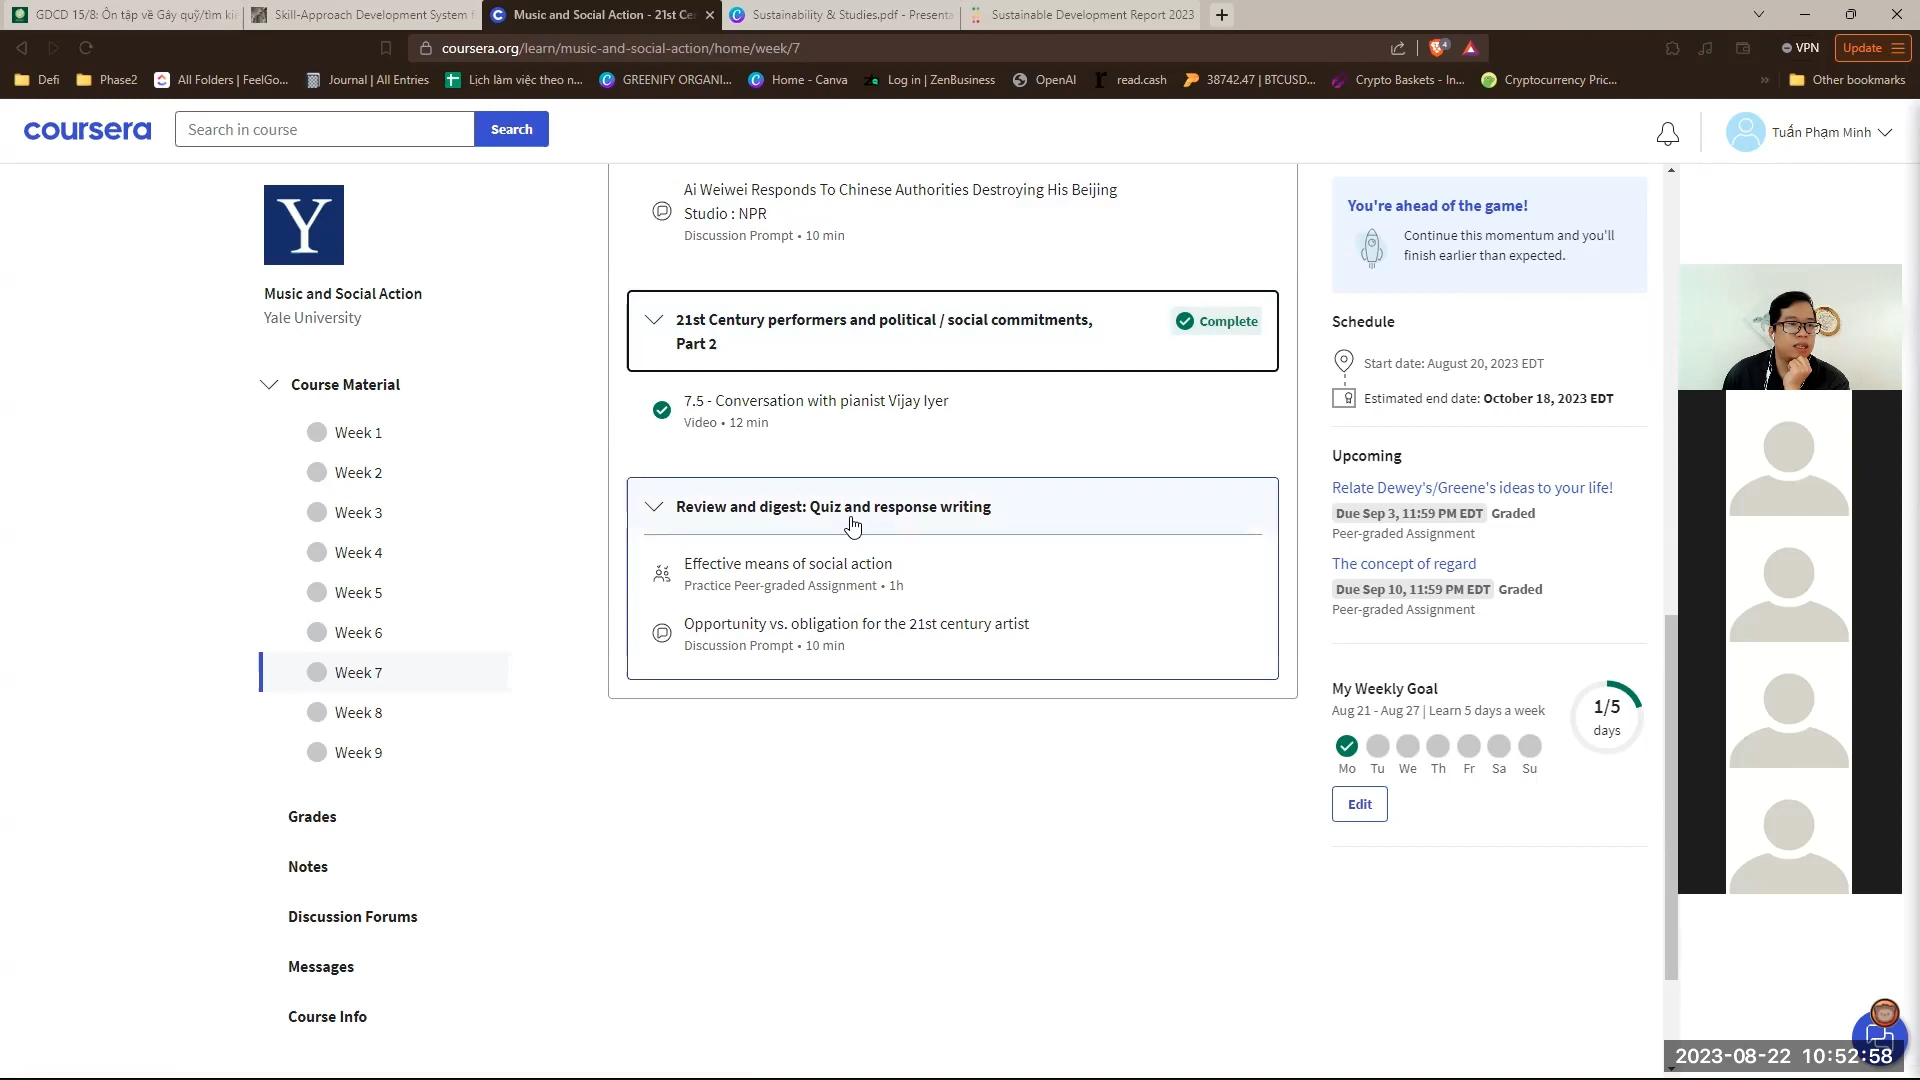 GDCD 15/8: Ôn tập về Gây quỹ/tìm ki
Skill-Approach Development System f
Music and Social Action - 21st Ce
Sustainability & Studies.pdf - Presenta
Sustainable Development Report 2023
coursera.org/learn/music-and-social-action/home/week/7
4
VPN
Update
Defi
Phase2
All Folders | FeelGo...
Journal | All Entries
Lịch làm việc theo n...
GREENIFY ORGANI...
Home - Canva
Log in | ZenBusiness
OpenAI
read.cash
38742.47 | BTCUSD...
Crypto Baskets - In...
Cryptocurrency Pric...
Other bookmarks
coursera
Search in course
Search
Tuấn Phạm Minh
Y
Music and Social Action
Yale University
Course Material
Week 1
Week 2
Week 3
Week 4
Week 5
Week 6
Week 7
Week 8
Week 9
Grades
Notes
Discussion Forums
Messages
Course Info
Ai Weiwei Responds To Chinese Authorities Destroying His Beijing
Studio : NPR
Discussion Prompt • 10 min
21st Century performers and political / social commitments,
Part 2
Complete
7.5 - Conversation with pianist Vijay Iyer
Video • 12 min
Review and digest: Quiz and response writing
Effective means of social action
Practice Peer-graded Assignment • 1h
Opportunity vs. obligation for the 21st century artist
Discussion Prompt • 10 min
You're ahead of the game!
Continue this momentum and you'll
finish earlier than expected.
Schedule
Start date: August 20, 2023 EDT
Estimated end date: October 18, 2023 EDT
Upcoming
Relate Dewey's/Greene's ideas to your life!
Due Sep 3, 11:59 PM EDT Graded
Peer-graded Assignment
The concept of regard
Due Sep 10, 11:59 PM EDT Graded
Peer-graded Assignment
My Weekly Goal
Aug 21 - Aug 27 | Learn 5 days a week
1/5
days
Mo Tu We Th Fr Sa Su
Edit
2023-08-22 10:52:58